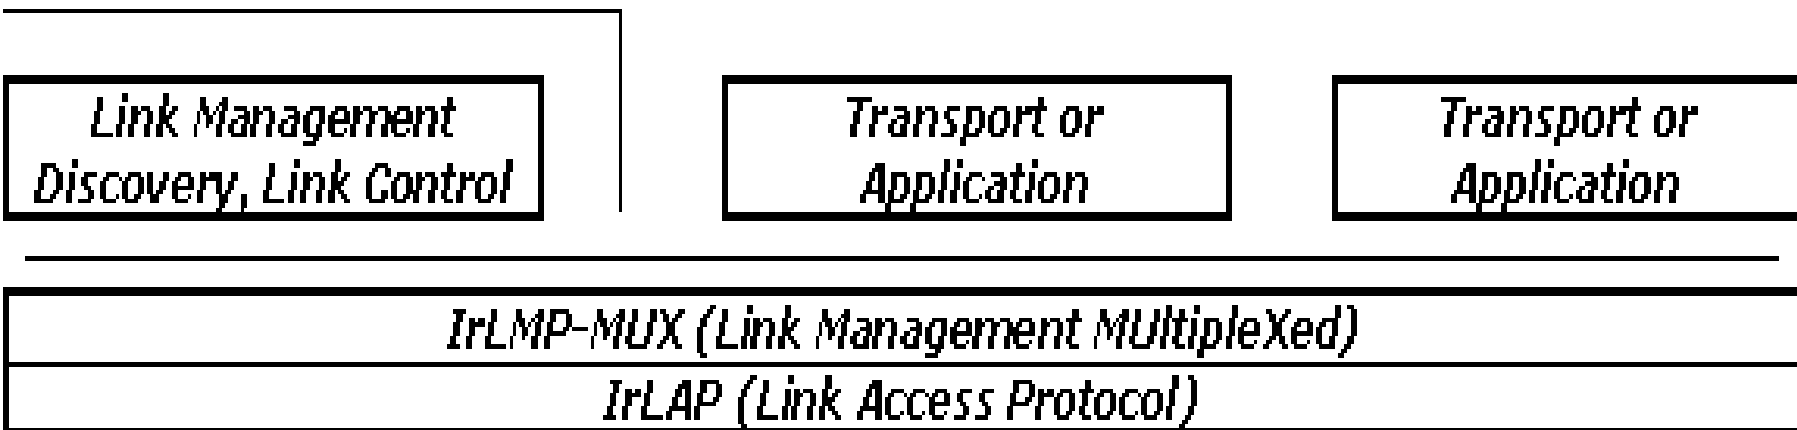 Link Management
Discovery, Link Control
Transport or
Application
Transport or
Application
IrLMP-MUX (Link Management MUltipleXed)
IrLAP (Link Access Protocol)